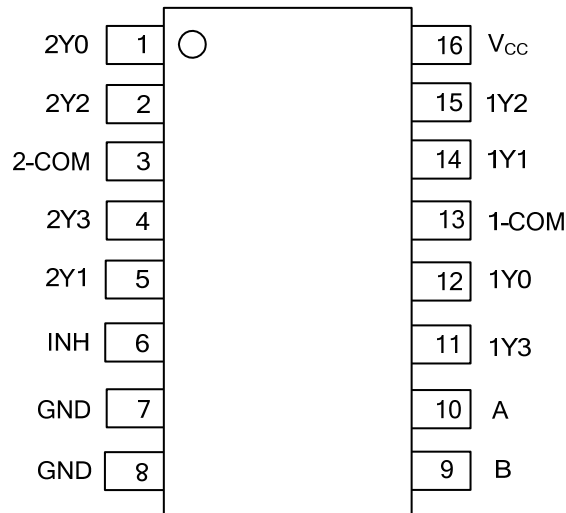 2Y0 1 16 VCC
2Y2 2 15 1Y2
2-COM 3 14 1Y1
2Y3 4 13 1-COM
2Y1 5 12 1Y0
INH 6 11 1Y3
GND 7 10 A
GND 8 9 B